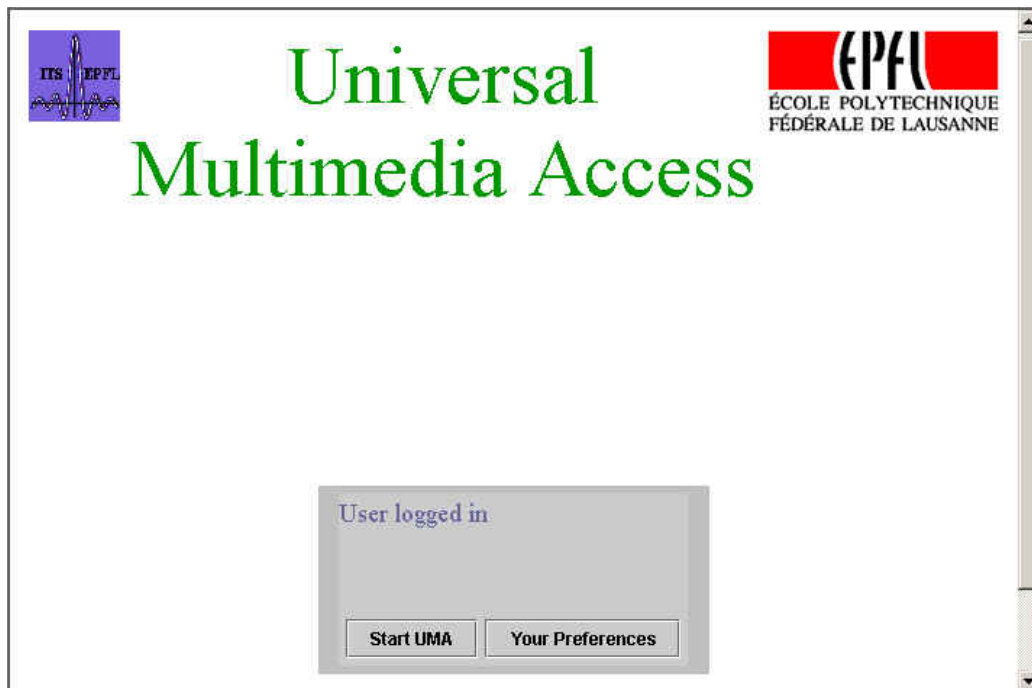 ITS EPFL
Universal
Multimedia Access
EPFL
ÉCOLE POLYTECHNIQUE
FÉDÉRALE DE LAUSANNE
User logged in
Start UMA
Your Preferences